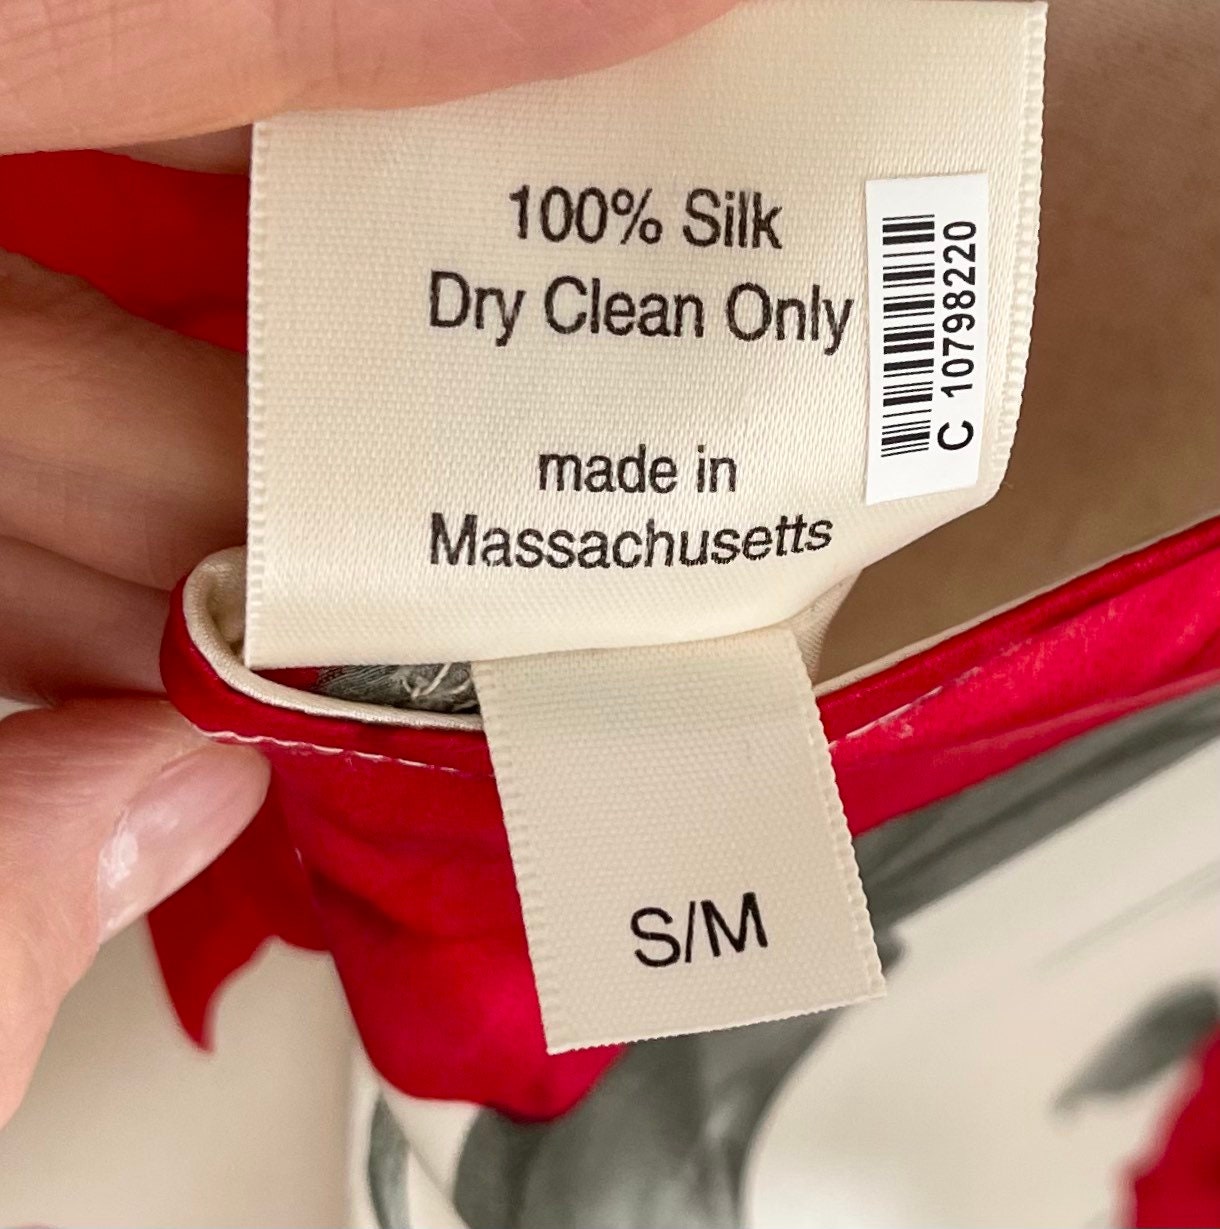 100% Silk
Dry Clean Only
made in
Massachusetts
C 10798220
S/M